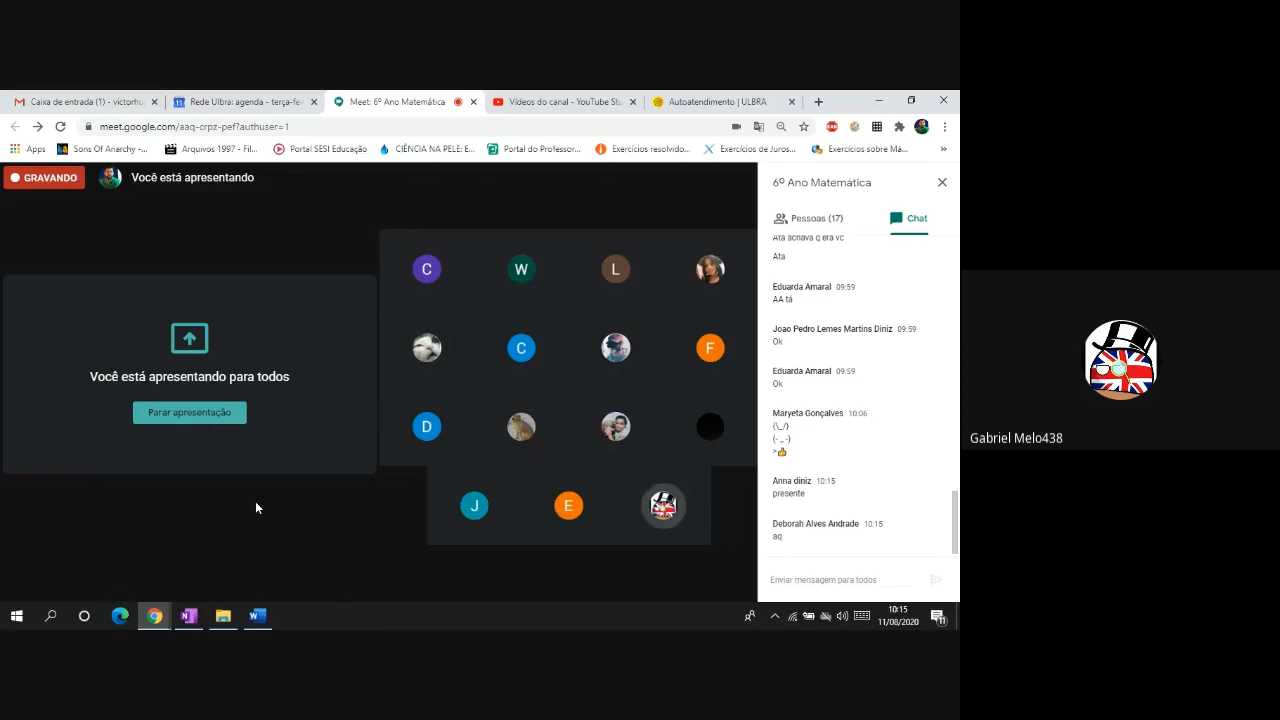 Caixa de entrada (1) - victorhu
Rede Ulbra: agenda - terça-fe
Meet: 6º Ano Matemática
Vídeos do canal - YouTube Stu
Autoatendimento | ULBRA
meet.google.com/aaq-crpz-pef?authuser=1
Apps
Sons Of Anarchy -...
Arquivos 1997 - Fil...
Portal SESI Educação
CIÊNCIA NA PELE: E...
Portal do Professor...
Exercícios resolvido...
Exercícios de Juros...
Exercícios sobre Má...
»
GRAVANDO
Você está apresentando
6º Ano Matemática
Pessoas (17)
Chat
Ata achava q era vc
Ata
Eduarda Amaral 09:59
AA tá
Joao Pedro Lemes Martins Diniz 09:59
Ok
Eduarda Amaral 09:59
Ok
Maryeta Gonçalves 10:06
{\_/}
(- _ -)
>👍
Anna diniz 10:15
presente
Deborah Alves Andrade 10:15
aq
Enviar mensagem para todos
C
W
L
Você está apresentando para todos
Parar apresentação
C
F
D
J
E
Gabriel Melo438
10:15
11/08/2020
11